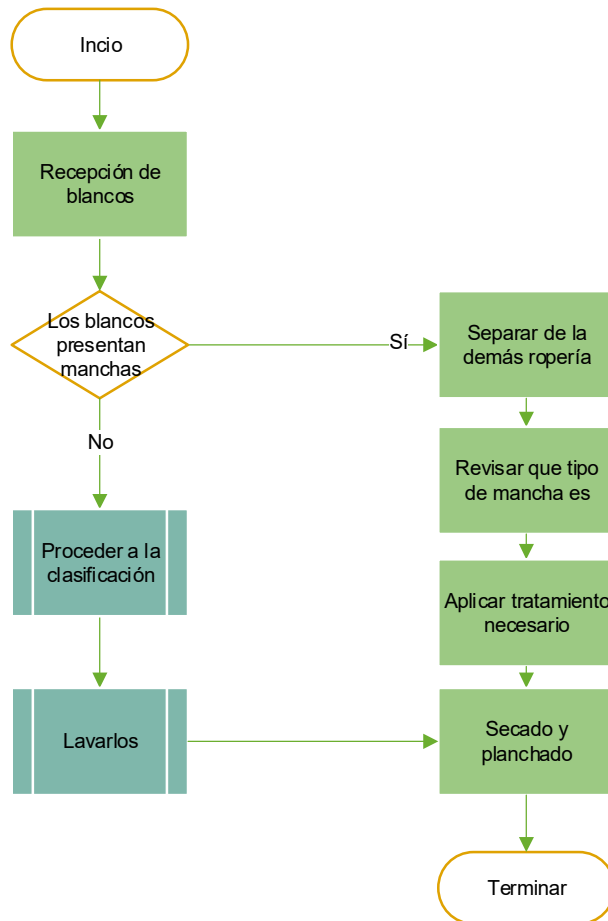 Incio
Recepción de
blancos
Los blancos
presentan
manchas
Sí
Separar de la
demás ropería
No
Revisar que tipo
de mancha es
Proceder a la
clasificación
Aplicar tratamiento
necesario
Lavarlos
Secado y
planchado
Terminar